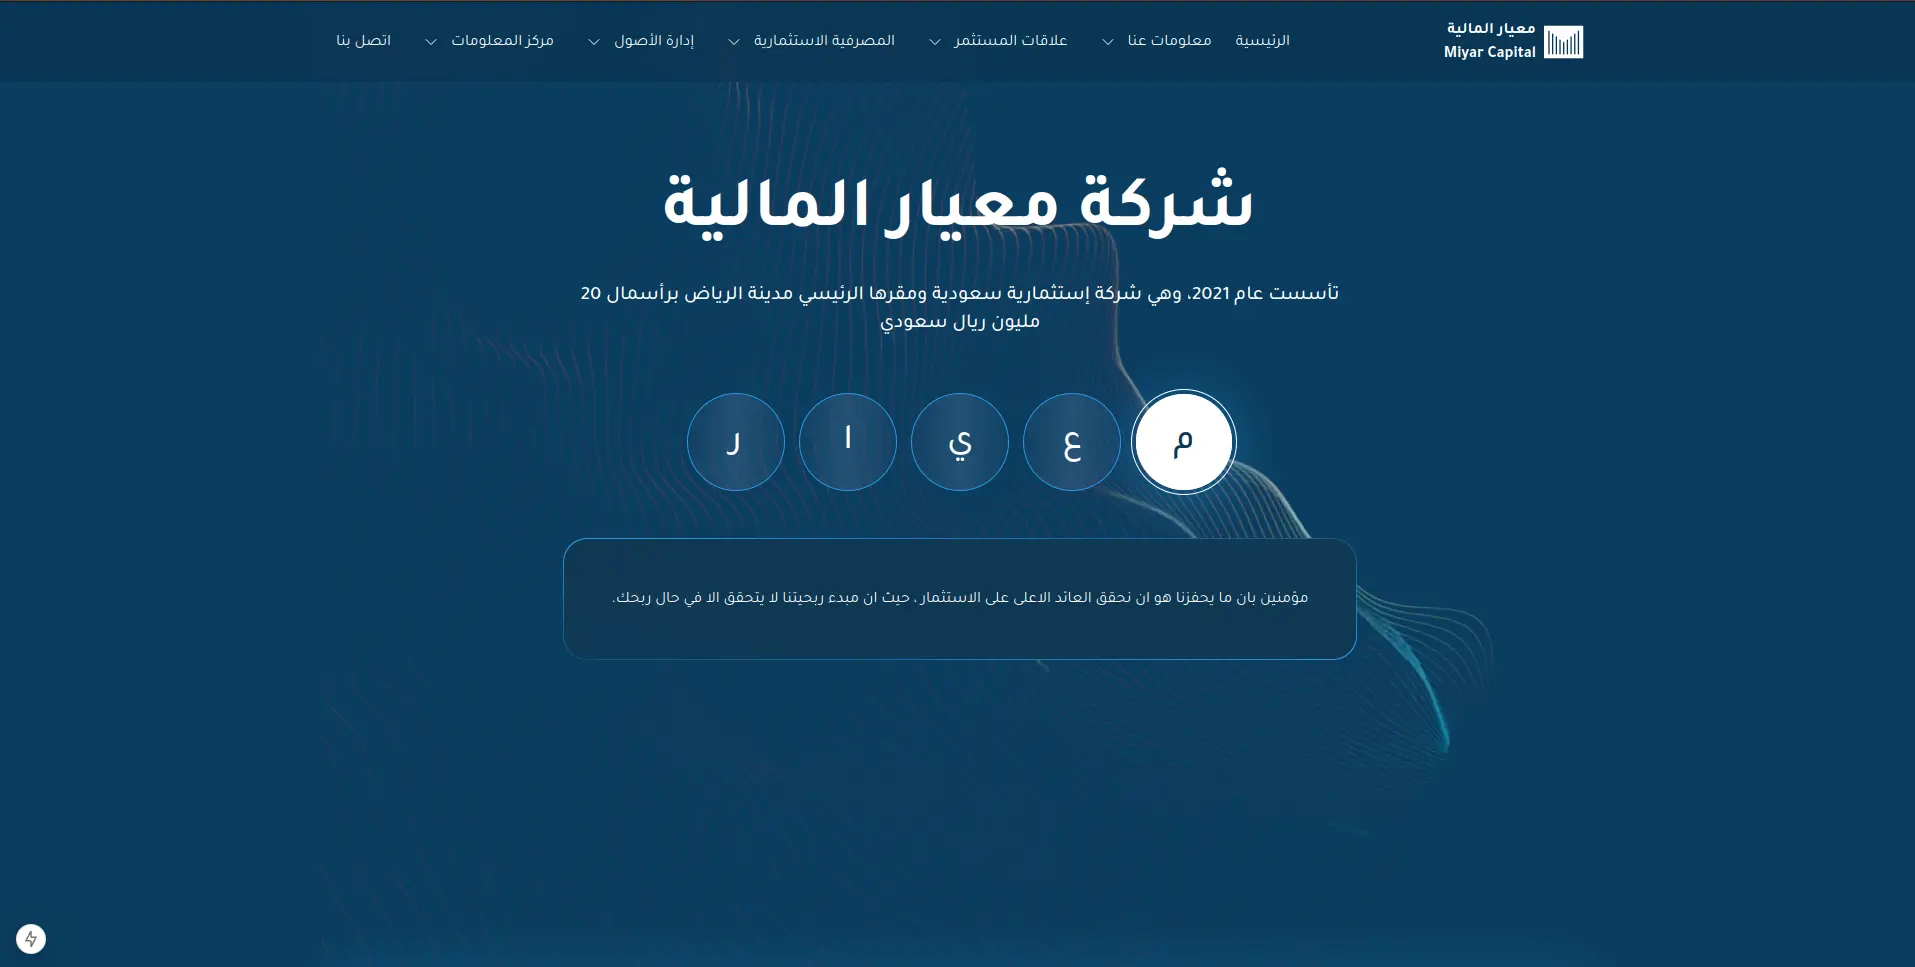 معيار المالية
Miyar Capital
الرئيسية
معلومات عنا
علاقات المستثمر
المصرفية الاستثمارية
إدارة الأصول
مركز المعلومات
اتصل بنا
شركة معيار المالية
تأسست عام 2021، وهي شركة إستثمارية سعودية ومقرها الرئيسي مدينة الرياض برأسمال 20
مليون ريال سعودي
م
ع
ي
ا
ر
مؤمنين بان ما يحفزنا هو ان نحقق العائد الاعلى على الاستثمار ، حيث ان مبدء ربحيتنا لا يتحقق الا في حال ربحك.